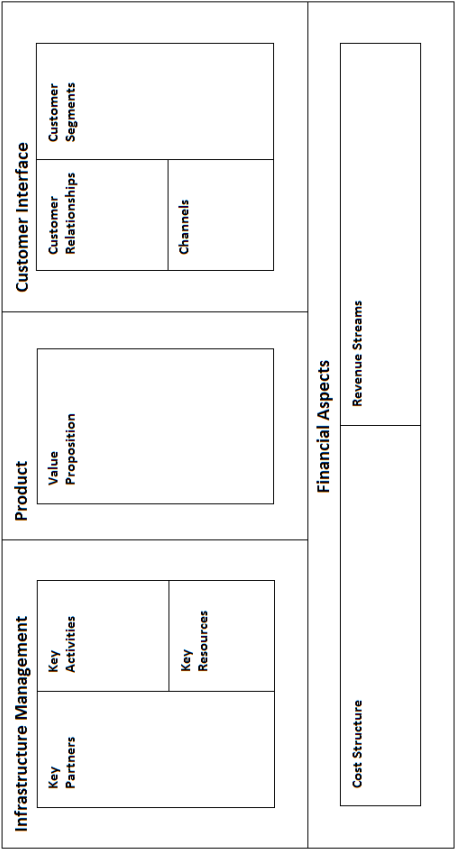 Infrastructure Management
Key
Partners
Key
Activities
Key
Resources
Product
Value
Proposition
Customer Interface
Customer
Relationships
Channels
Customer
Segments
Financial Aspects
Cost Structure
Revenue Streams